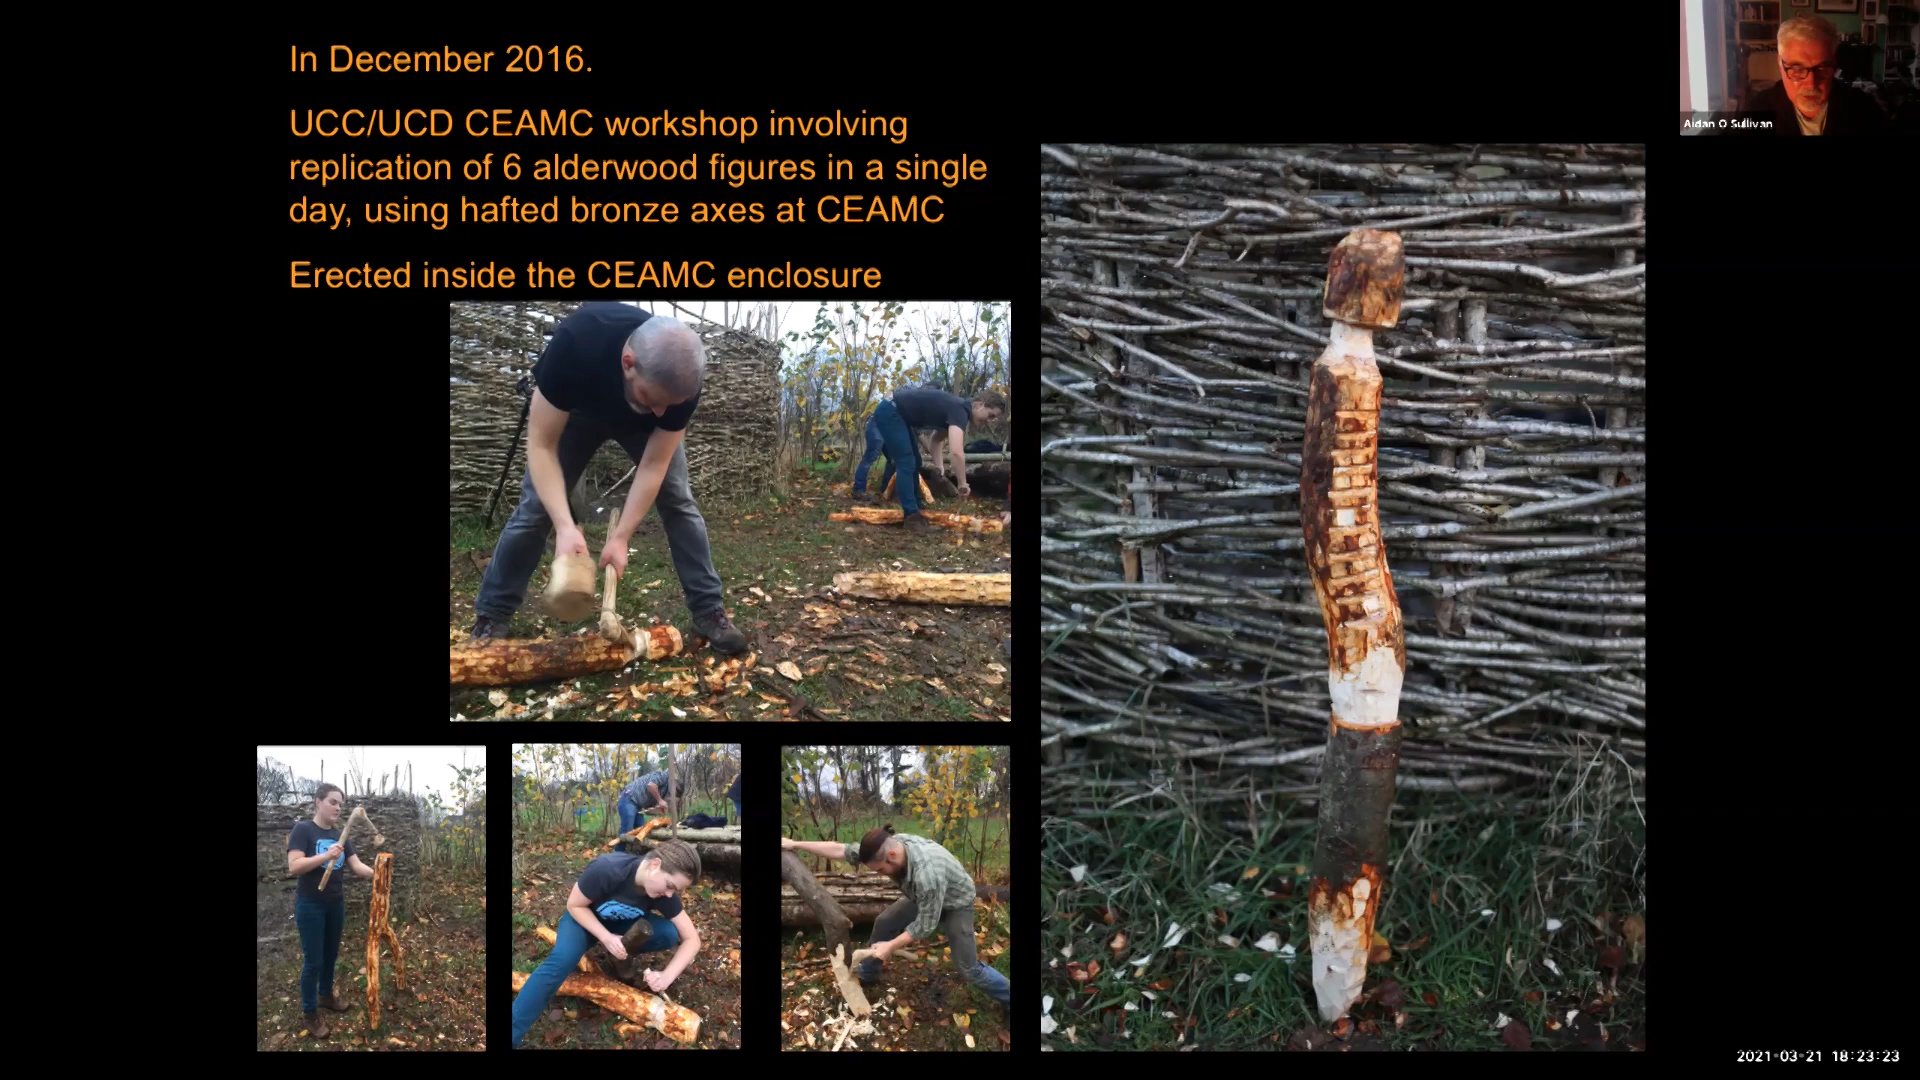 In December 2016.
UCC/UCD CEAMC workshop involving
replication of 6 alderwood figures in a single
day, using hafted bronze axes at CEAMC
Erected inside the CEAMC enclosure
Aidan O Sullivan
2021-03-21 18:23:23